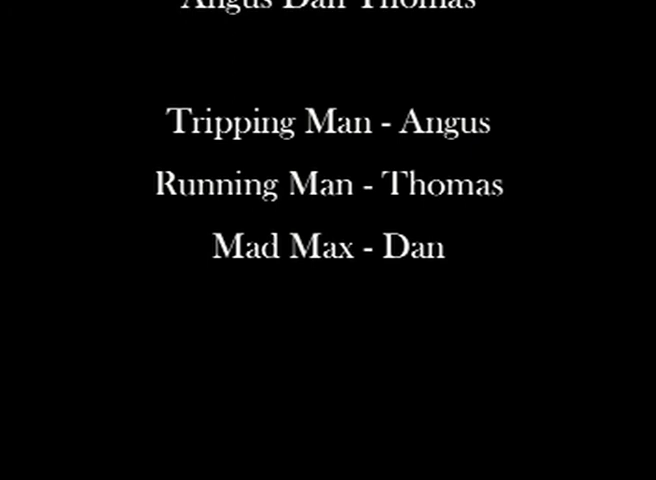 Angus Dan Thomas
Tripping Man - Angus
Running Man - Thomas
Mad Max - Dan